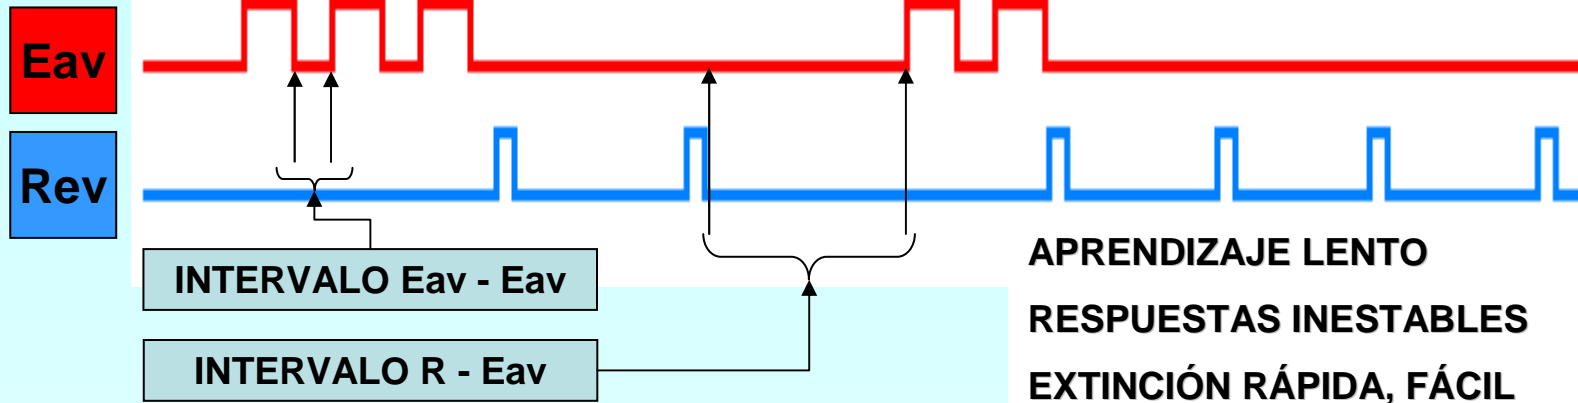 Eav
Rev
INTERVALO Eav - Eav
INTERVALO R - Eav
APRENDIZAJE LENTO
RESPUESTAS INESTABLES
EXTINCIÓN RÁPIDA, FÁCIL